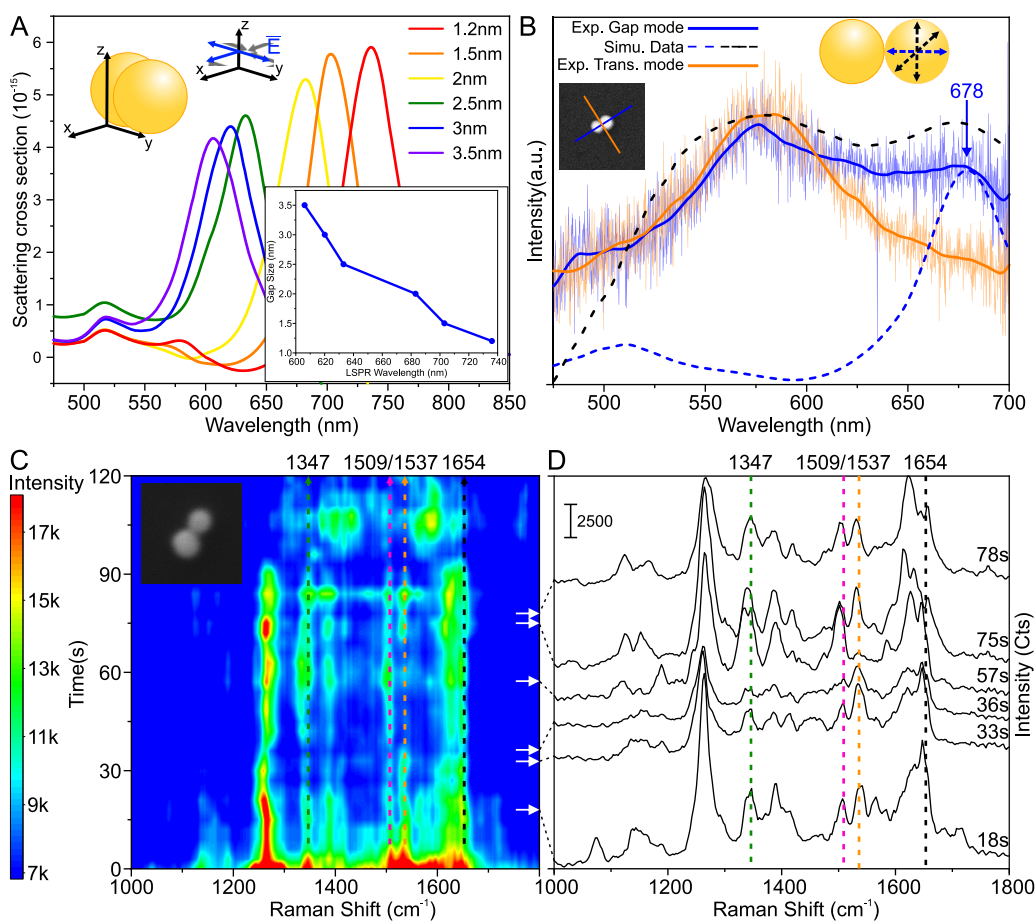 A
Scattering cross section (10⁻¹⁵)
6
5
4
3
2
1
0
500
550
600
650
700
750
800
850
Wavelength (nm)
z
x
y
z
E
x
y
1.2nm
1.5nm
2nm
2.5nm
3nm
3.5nm
Gap Size (nm)
3.5
3.0
2.5
2.0
1.5
1.0
600
620
640
660
680
700
720
740
LSPR Wavelength (nm)
B
Exp. Gap mode
Simu. Data
Exp. Trans. mode
678
Intensity(a.u.)
500
550
600
650
700
Wavelength (nm)
C
1347
1509/1537
1654
Intensity
17k
15k
13k
11k
9k
7k
Time(s)
120
90
60
30
0
1000
1200
1400
1600
1800
Raman Shift (cm⁻¹)
D
1347
1509/1537
1654
2500
78s
75s
57s
36s
33s
18s
Intensity (Cts)
1000
1200
1400
1600
1800
Raman Shift (cm⁻¹)